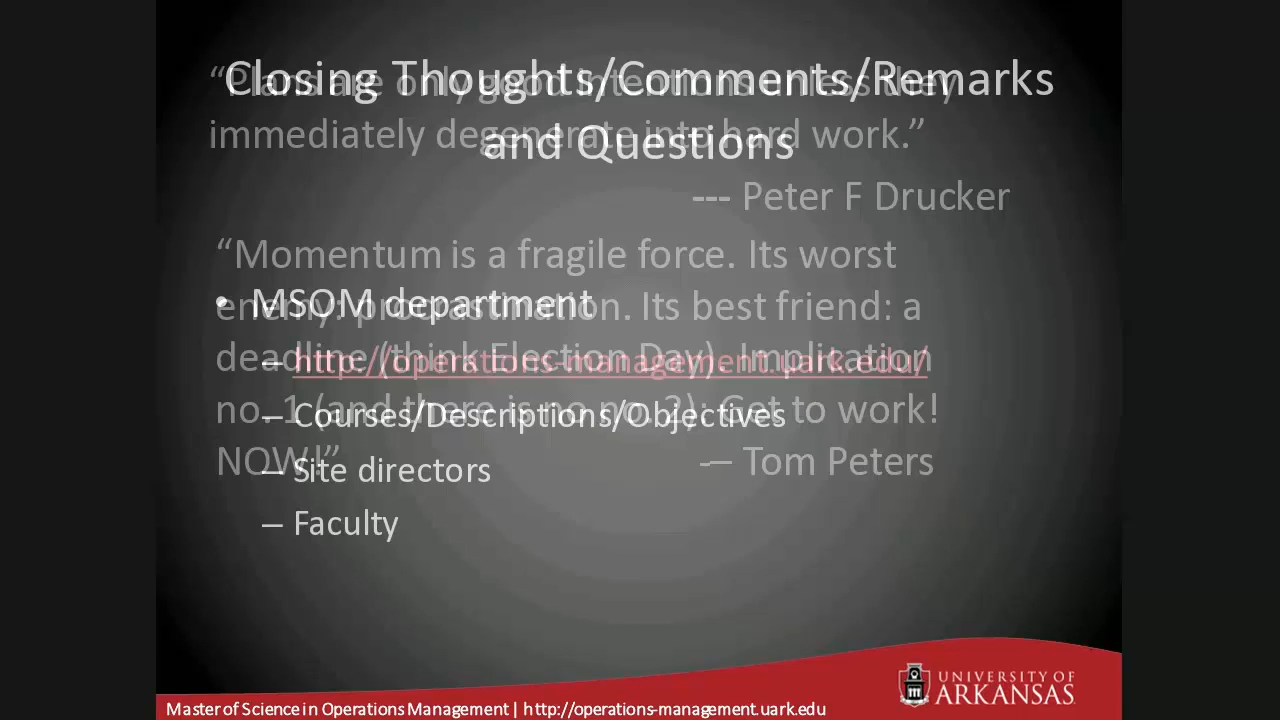 Closing Thoughts/Comments/Remarks
and Questions
• MSOM department
– http://operations-management.uark.edu/
– Courses/Descriptions/Objectives
– Site directors
– Faculty
“Plans are only good intentions unless they
immediately degenerate into hard work.”
--- Peter F Drucker
“Momentum is a fragile force. Its worst
enemy: procrastination. Its best friend: a
deadline (think Election Day). Implication
no. 1 (and there is no no. 2): Get to work!
NOW!” -– Tom Peters
UNIVERSITY OF
ARKANSAS
Master of Science in Operations Management | http://operations-management.uark.edu